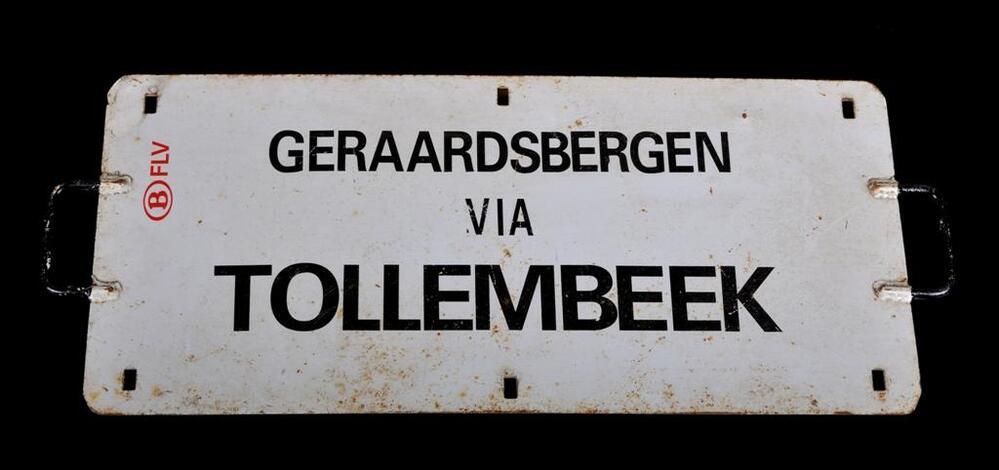 GERAARDSBERGEN
VIA
TOLLEMBEEK
B FLV